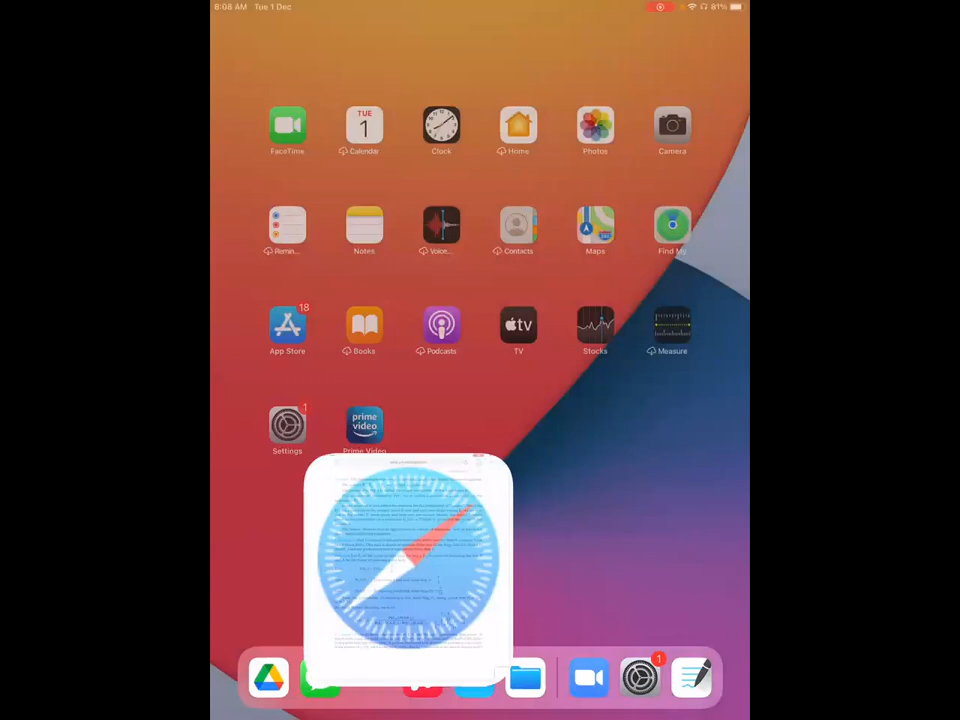 8:08 AM Tue 1 Dec 81%
TUE
1
FaceTime Calendar Clock Home Photos Camera
Remin... Notes Voice... Contacts Maps Find My
18
tv
App Store Books Podcasts TV Stocks Measure
1
prime
video
Settings Prime Video
1